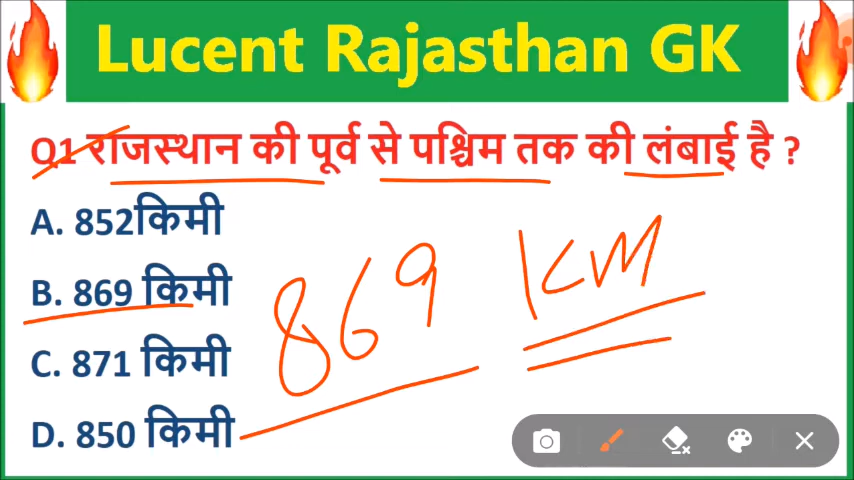 Lucent Rajasthan GK
Q1 राजस्थान की पूर्व से पश्चिम तक की लंबाई है ?
A. 852किमी
B. 869 किमी
869 KM
C. 871 किमी
D. 850 किमी